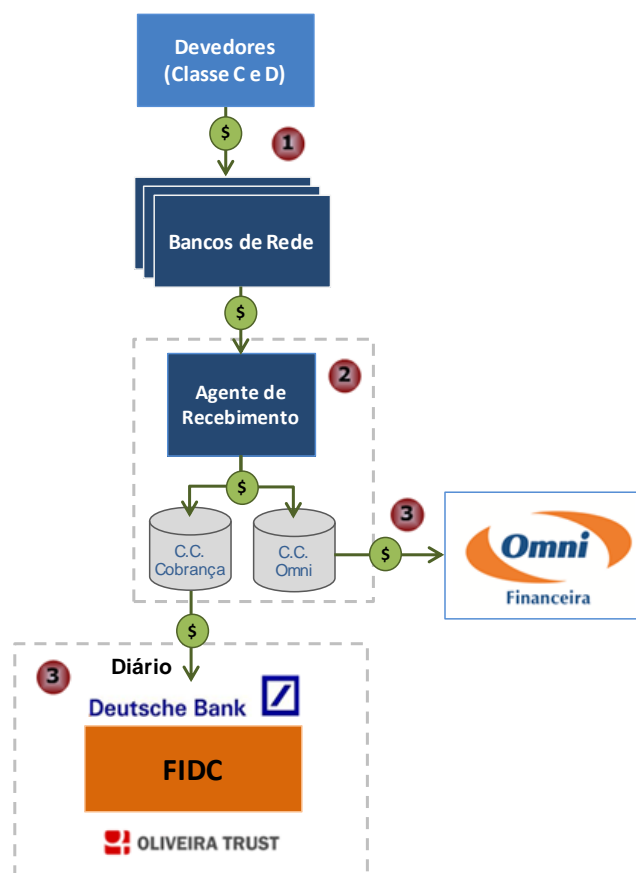 Devedores
(Classe C e D)
$
1
Bancos de Rede
$
2
Agente de
Recebimento
$
3
C.C.
Cobrança
C.C.
Omni
$
Omni
Financeira
$
3
Diário
Deutsche Bank
FIDC
OLIVEIRA TRUST